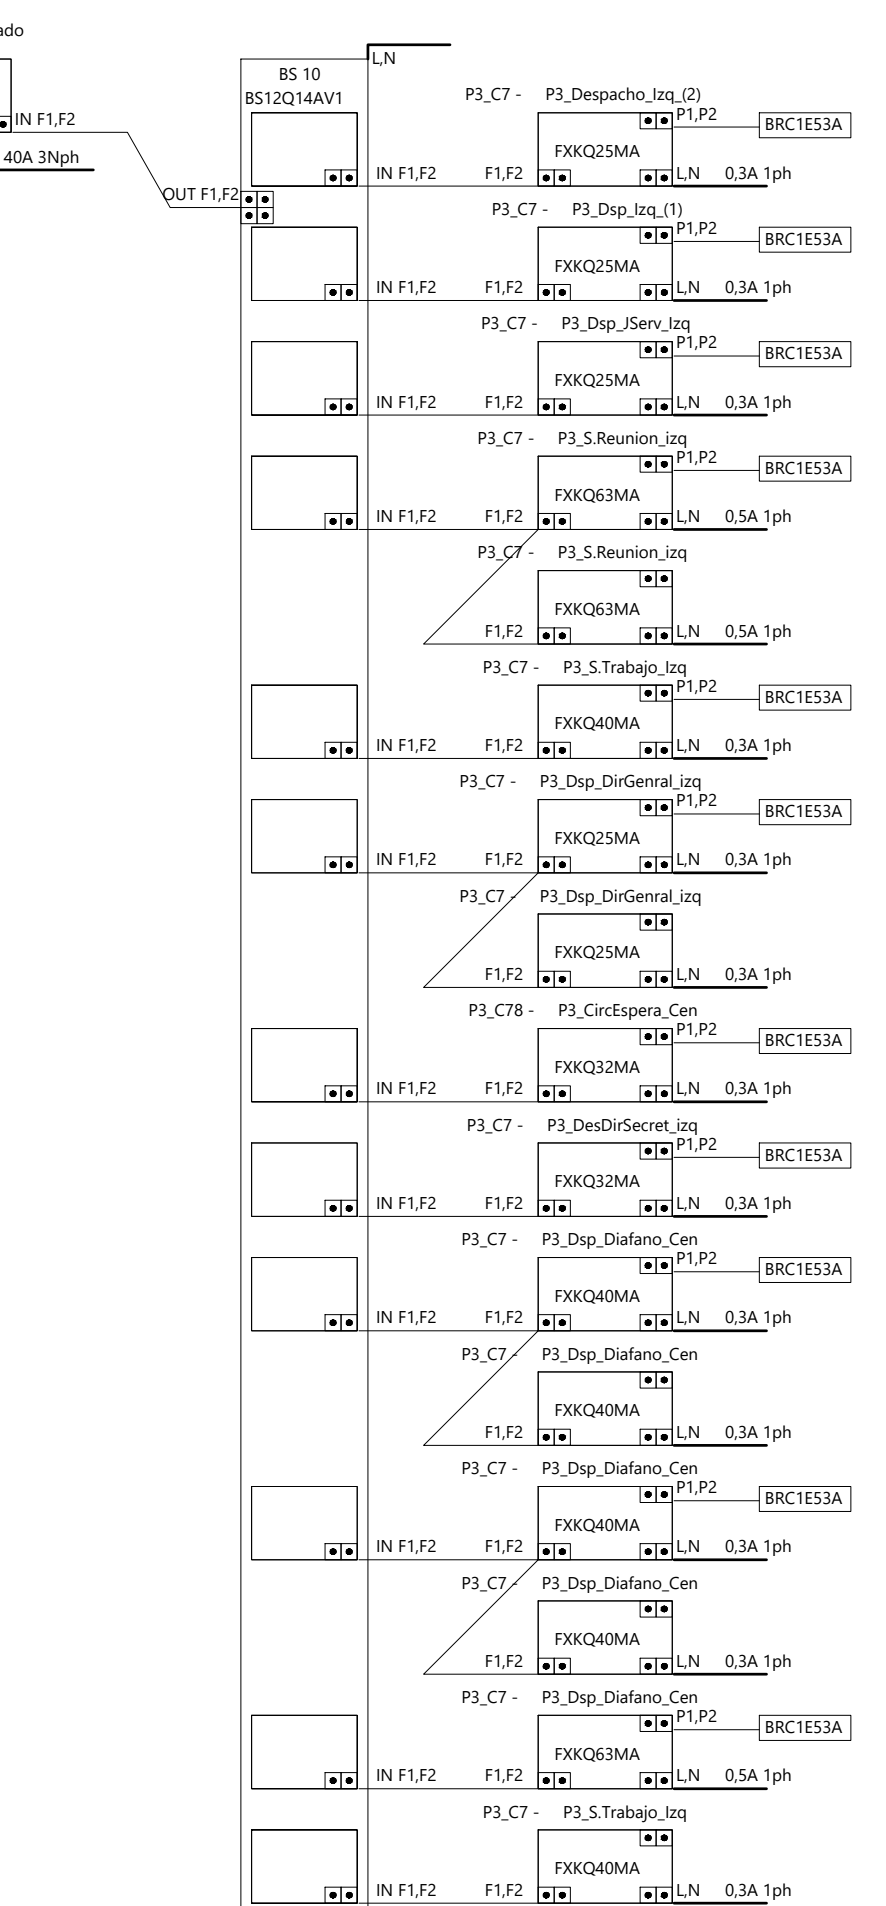 ado
IN F1,F2
40A 3Nph
OUT F1,F2
L,N
BS 10
BS12Q14AV1
P3_C7 - P3_Despacho_Izq_(2)
P1,P2
BRC1E53A
FXKQ25MA
IN F1,F2 F1,F2 L,N 0,3A 1ph
P3_C7 - P3_Dsp_Izq_(1)
P1,P2
BRC1E53A
FXKQ25MA
IN F1,F2 F1,F2 L,N 0,3A 1ph
P3_C7 - P3_Dsp_JServ_Izq
P1,P2
BRC1E53A
FXKQ25MA
IN F1,F2 F1,F2 L,N 0,3A 1ph
P3_C7 - P3_S.Reunion_izq
P1,P2
BRC1E53A
FXKQ63MA
IN F1,F2 F1,F2 L,N 0,5A 1ph
P3_C7 - P3_S.Reunion_izq
FXKQ63MA
F1,F2 L,N 0,5A 1ph
P3_C7 - P3_S.Trabajo_Izq
P1,P2
BRC1E53A
FXKQ40MA
IN F1,F2 F1,F2 L,N 0,3A 1ph
P3_C7 - P3_Dsp_DirGenral_izq
P1,P2
BRC1E53A
FXKQ25MA
IN F1,F2 F1,F2 L,N 0,3A 1ph
P3_C7 - P3_Dsp_DirGenral_izq
FXKQ25MA
F1,F2 L,N 0,3A 1ph
P3_C78 - P3_CircEspera_Cen
P1,P2
BRC1E53A
FXKQ32MA
IN F1,F2 F1,F2 L,N 0,3A 1ph
P3_C7 - P3_DesDirSecret_izq
P1,P2
BRC1E53A
FXKQ32MA
IN F1,F2 F1,F2 L,N 0,3A 1ph
P3_C7 - P3_Dsp_Diafano_Cen
P1,P2
BRC1E53A
FXKQ40MA
IN F1,F2 F1,F2 L,N 0,3A 1ph
P3_C7 - P3_Dsp_Diafano_Cen
FXKQ40MA
F1,F2 L,N 0,3A 1ph
P3_C7 - P3_Dsp_Diafano_Cen
P1,P2
BRC1E53A
FXKQ40MA
IN F1,F2 F1,F2 L,N 0,3A 1ph
P3_C7 - P3_Dsp_Diafano_Cen
FXKQ40MA
F1,F2 L,N 0,3A 1ph
P3_C7 - P3_Dsp_Diafano_Cen
P1,P2
BRC1E53A
FXKQ63MA
IN F1,F2 F1,F2 L,N 0,5A 1ph
P3_C7 - P3_S.Trabajo_Izq
FXKQ40MA
IN F1,F2 F1,F2 L,N 0,3A 1ph